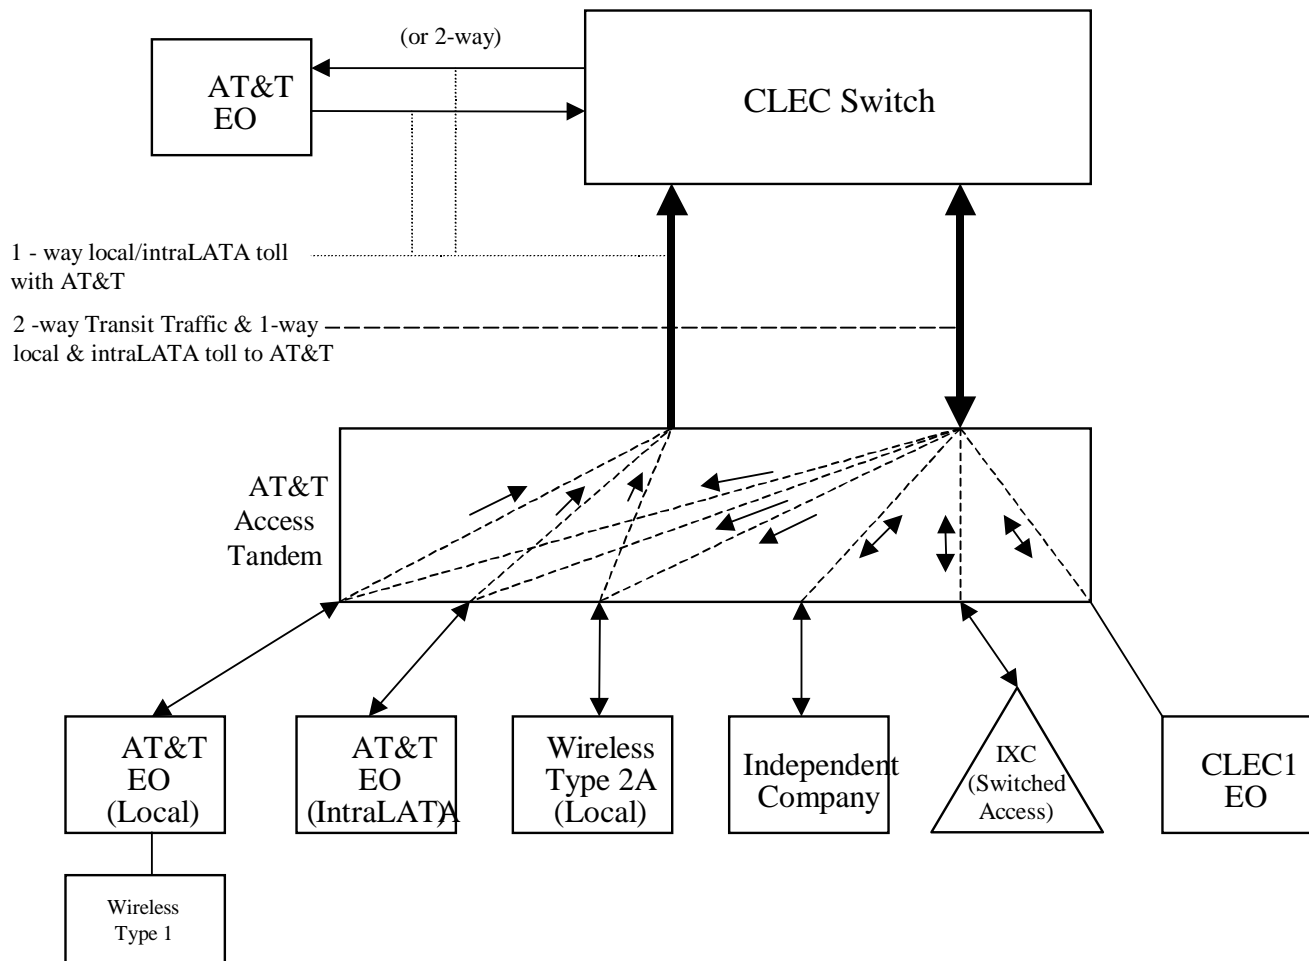 (or 2-way)
AT&T
EO
CLEC Switch
1 - way local/intraLATA toll
with AT&T
2 -way Transit Traffic & 1-way
local & intraLATA toll to AT&T
AT&T
Access
Tandem
AT&T
EO
(Local)
AT&T
EO
(IntraLAT)A
Wireless
Type 2A
(Local)
Independent
Company
IXC
(Switched
Access)
CLEC1
EO
Wireless
Type 1